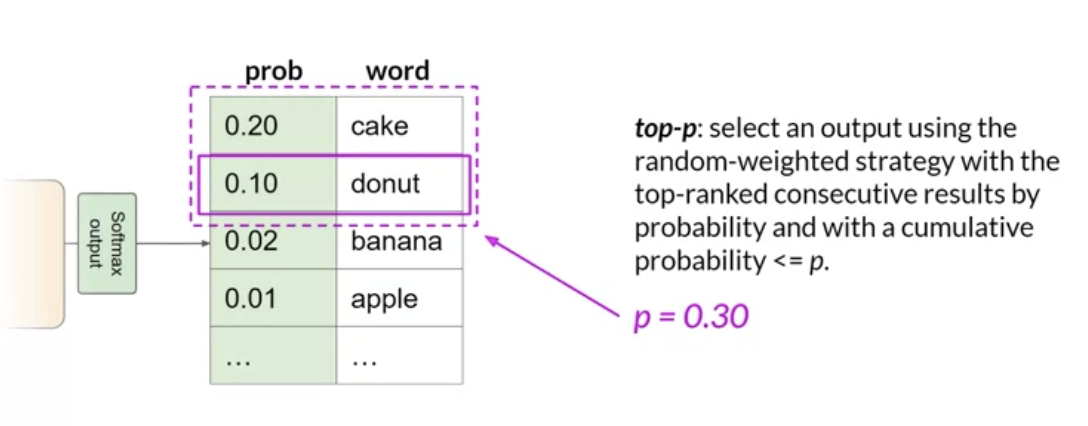 prob word
0.20 cake
0.10 donut
0.02 banana
0.01 apple
... ...
Softmax
output
top-p: select an output using the
random-weighted strategy with the
top-ranked consecutive results by
probability and with a cumulative
probability <= p.
p = 0.30